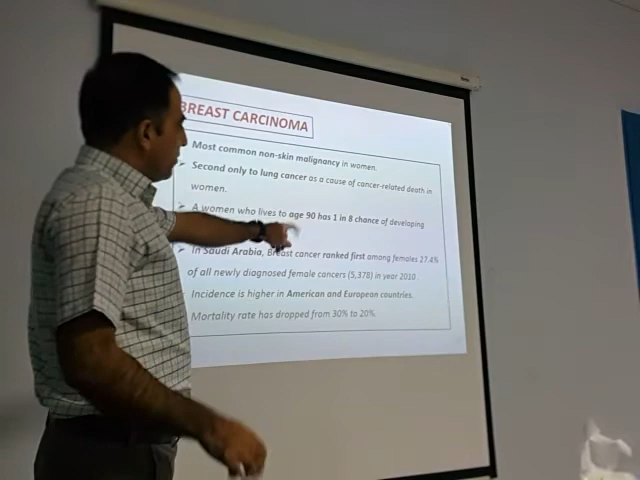 BREAST CARCINOMA
Most common non-skin malignancy in women.
Second only to lung cancer as a cause of cancer-related death in
women.
A women who lives to age 90 has 1 in 8 chance of developing
In Saudi Arabia, Breast cancer ranked first among females 27.4%
of all newly diagnosed female cancers (5,378) in year 2010.
Incidence is higher in American and European countries.
Mortality rate has dropped from 30% to 20%.